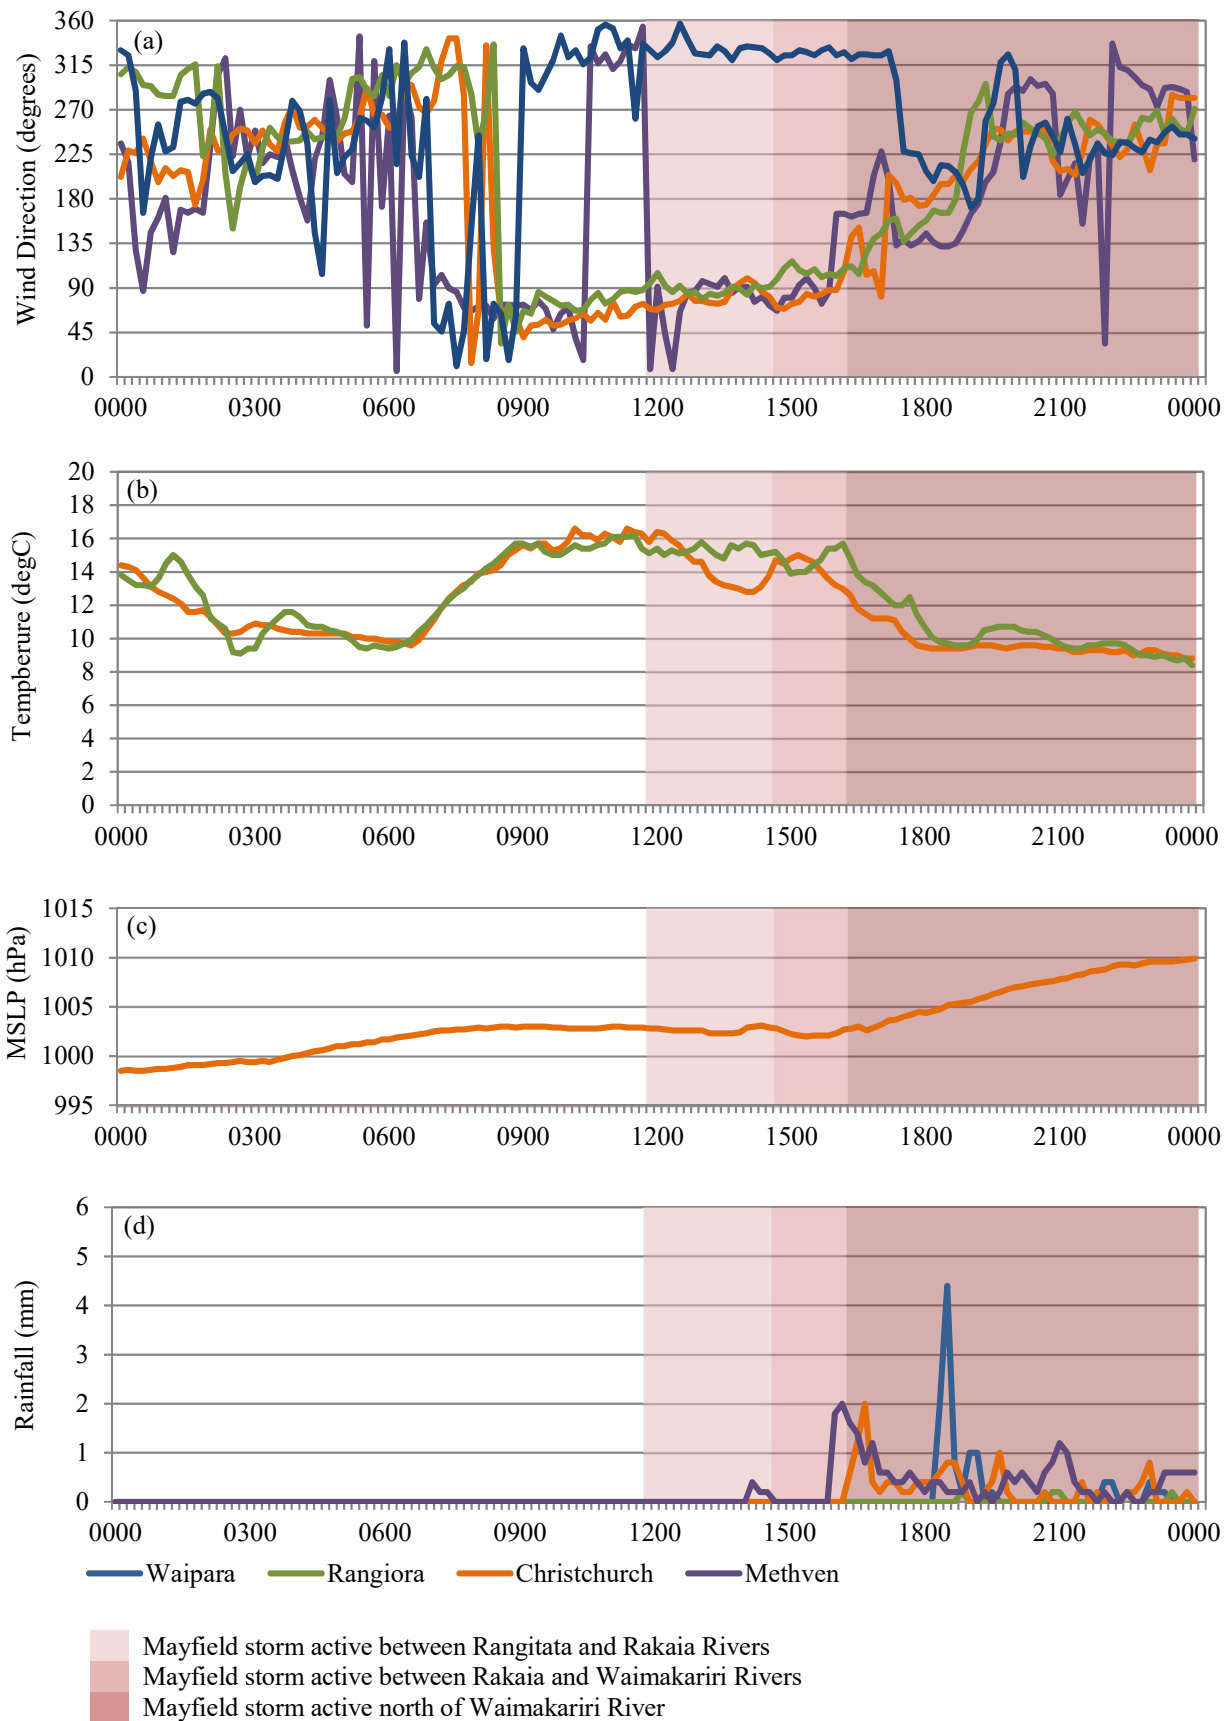 (a)
Wind Direction (degrees)
360
315
270
225
180
135
90
45
0
0000 0300 0600 0900 1200 1500 1800 2100 0000
(b)
Tempberure (degC)
20
18
16
14
12
10
8
6
4
2
0
0000 0300 0600 0900 1200 1500 1800 2100 0000
(c)
MSLP (hPa)
1015
1010
1005
1000
995
0000 0300 0600 0900 1200 1500 1800 2100 0000
(d)
Rainfall (mm)
6
5
4
3
2
1
0
0000 0300 0600 0900 1200 1500 1800 2100 0000
Waipara Rangiora Christchurch Methven
Mayfield storm active between Rangitata and Rakaia Rivers
Mayfield storm active between Rakaia and Waimakariri Rivers
Mayfield storm active north of Waimakariri River